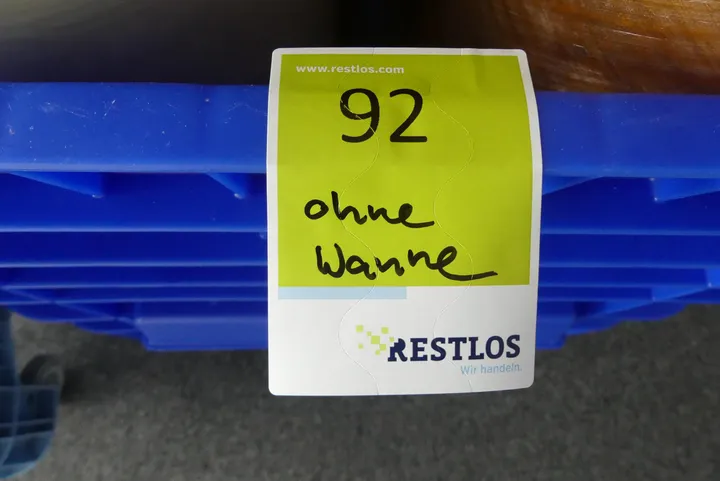 www.restlos.com
92
ohne
Wanne
RESTLOS
Wir handeln.